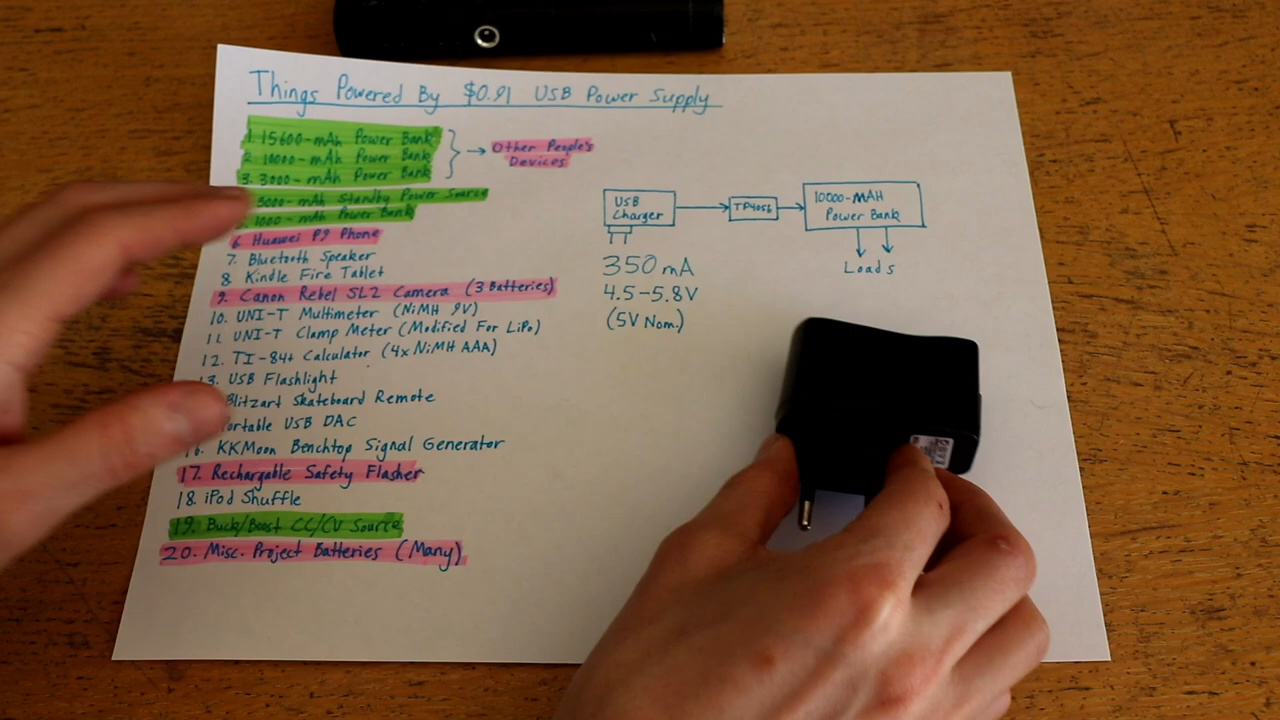 Things Powered By $0.91 USB Power Supply
1. 15600-mAh Power Bank
2. 10000-mAh Power Bank
3. 3000-mAh Power Bank
Other People's
Devices
5000-mAh Standby Power Source
1000-mAh Power Bank
6. Huawei P9 Phone
7. Bluetooth Speaker
8. Kindle Fire Tablet
9. Canon Rebel SL2 Camera (3 Batteries)
10. UNI-T Multimeter (NiMH 9V)
11. UNI-T Clamp Meter (Modified For LiPo)
12. TI-84+ Calculator (4x NiMH AAA)
13. USB Flashlight
Blitzart Skateboard Remote
Portable USB DAC
16. KKMoon Benchtop Signal Generator
17. Rechargable Safety Flasher
18. iPod Shuffle
19. Buck/Boost CC/CV Source
20. Misc. Project Batteries (Many)
USB
Charger
TP4056
10000-MAH
Power Bank
Loads
350mA
4.5-5.8V
(5V Nom.)